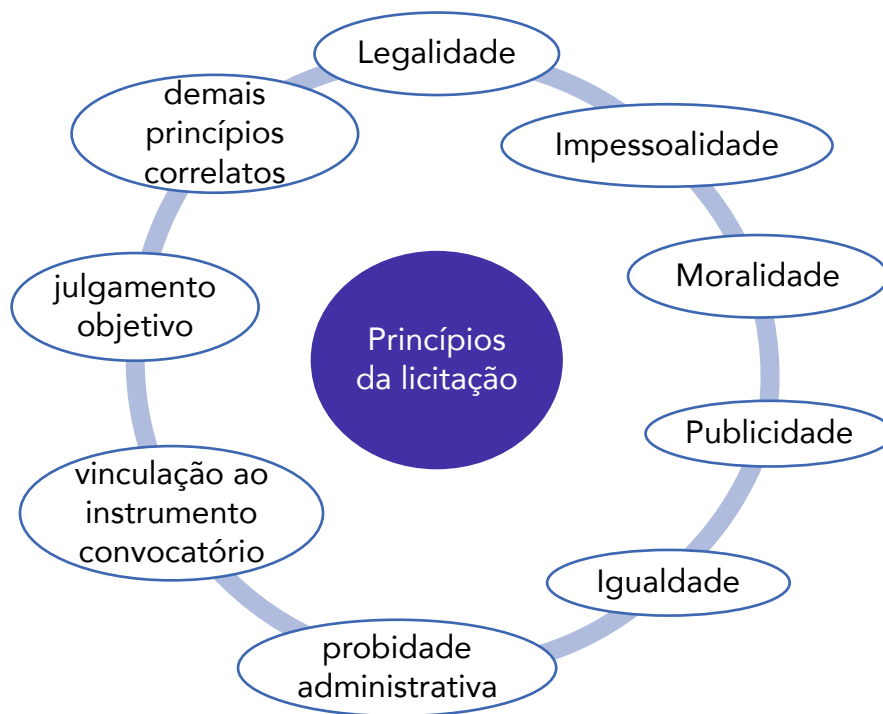 Legalidade
Impessoalidade
Moralidade
Publicidade
Igualdade
probidade
administrativa
vinculação ao
instrumento
convocatório
julgamento
objetivo
demais
princípios
correlatos
Princípios
da licitação